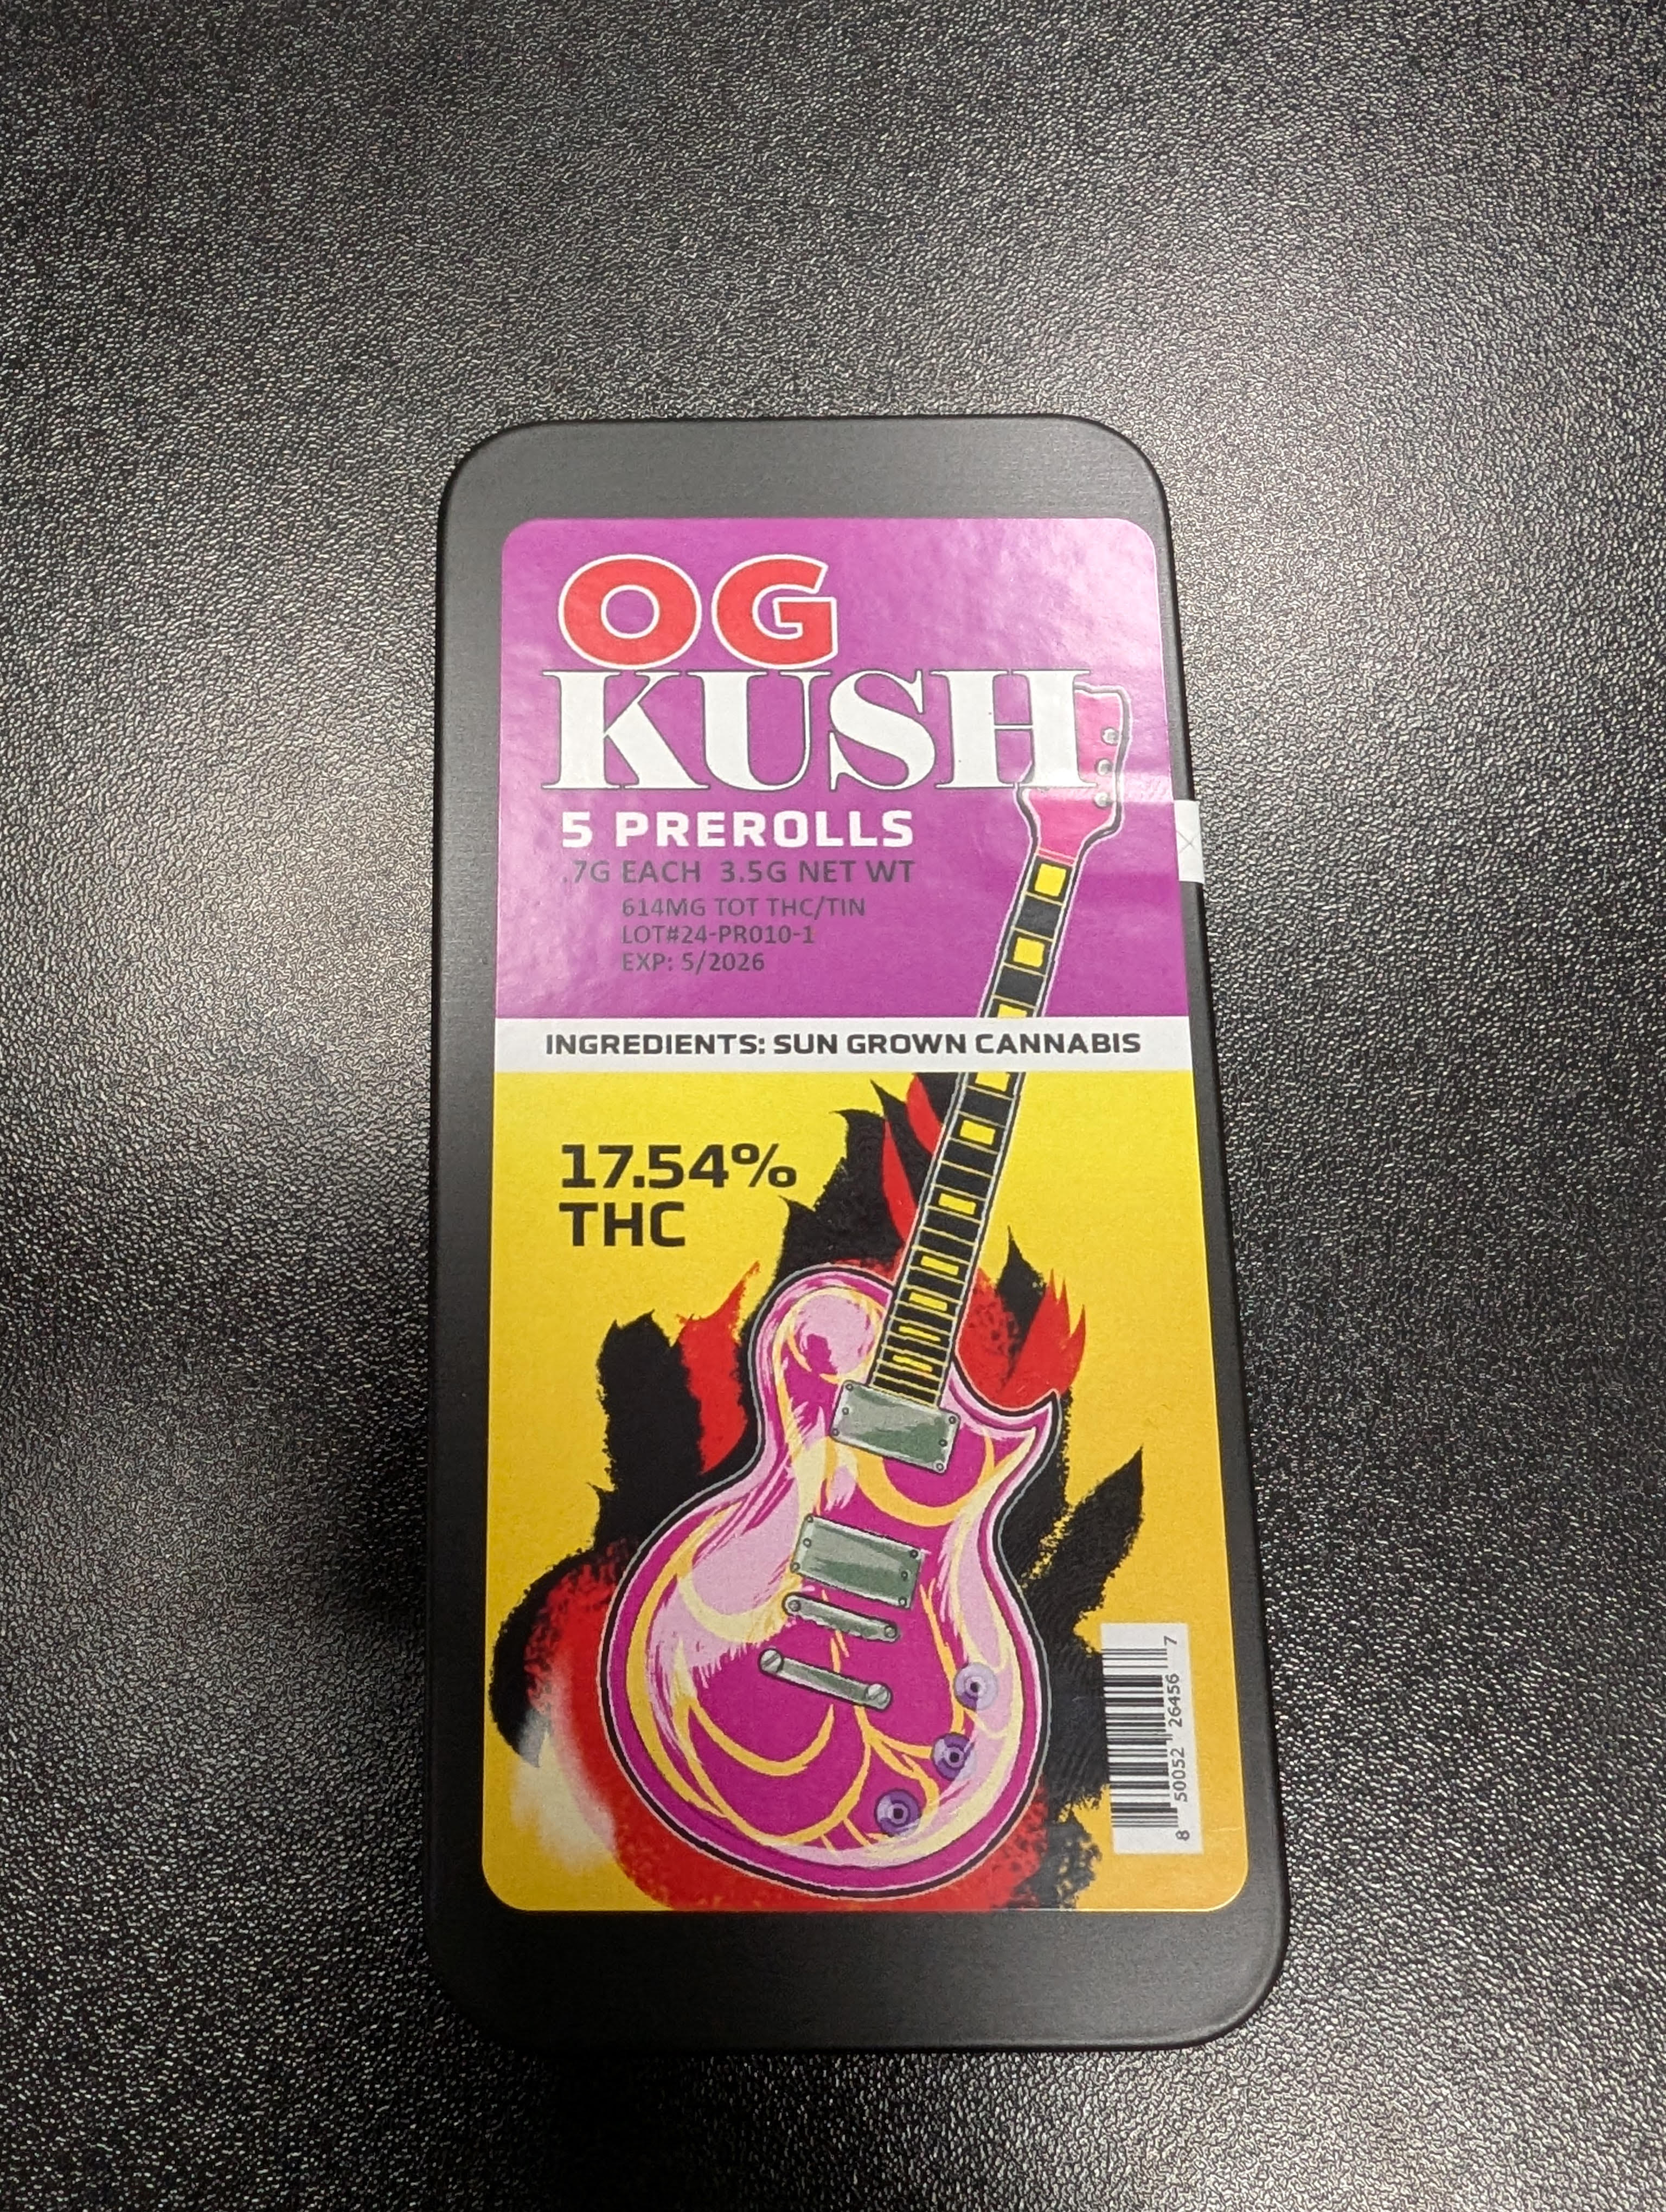 OG
KUSH
5 PREROLLS
.7G EACH 3.5G NET WT
614MG TOT THC/TIN
LOT#24-PR010-1
EXP: 5/2026
INGREDIENTS: SUN GROWN CANNABIS
17.54%
THC
8 50052 26456 7